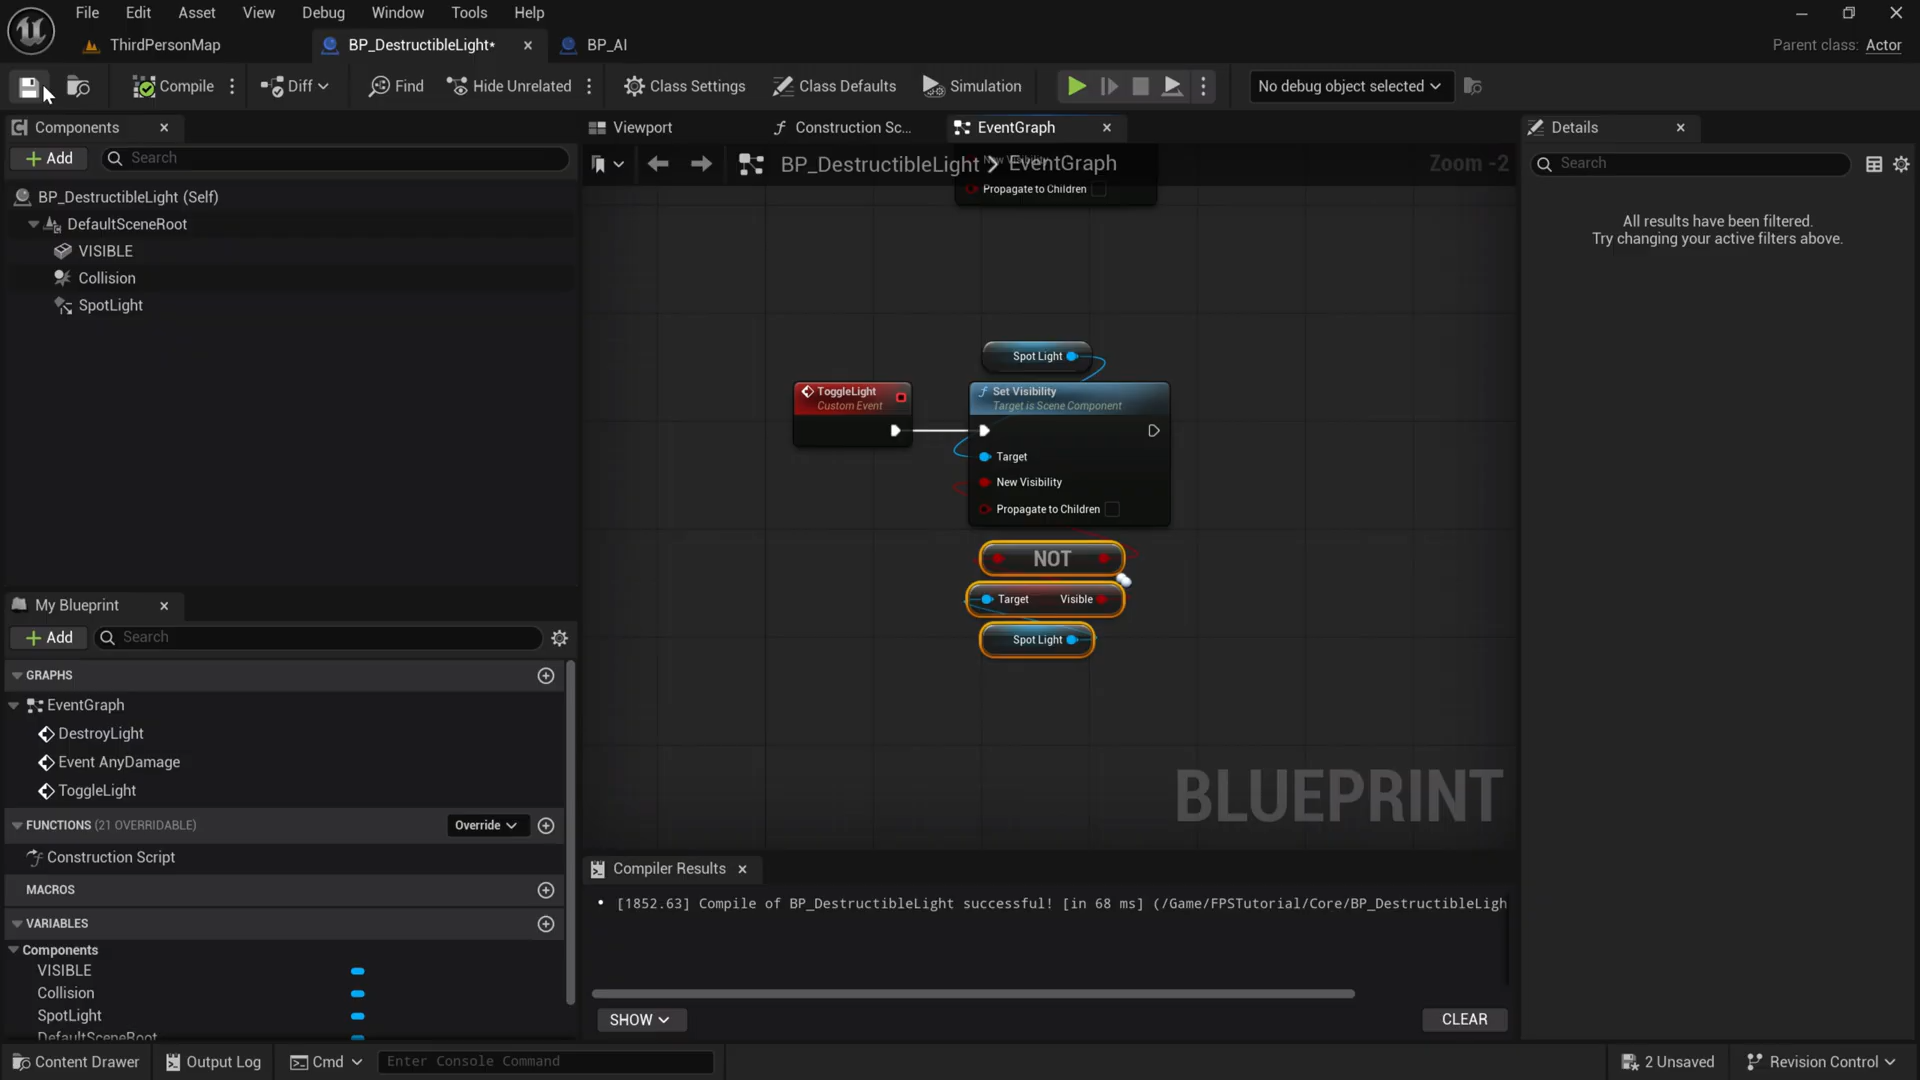 File Edit Asset View Debug Window Tools Help
ThirdPersonMap BP_DestructibleLight* BP_AI Parent class: Actor
Compile Diff Find Hide Unrelated Class Settings Class Defaults Simulation No debug object selected
Components
Add Search
BP_DestructibleLight (Self)
DefaultSceneRoot
VISIBLE
Collision
SpotLight
Viewport Construction Sc... EventGraph
BP_DestructibleLight > EventGraph Zoom -2
Propagate to Children
Spot Light
ToggleLight
Custom Event
Set Visibility
Target is Scene Component
Target
New Visibility
Propagate to Children
NOT
Target Visible
Spot Light
BLUEPRINT
Details
Search
All results have been filtered.
Try changing your active filters above.
My Blueprint
Add Search
GRAPHS
EventGraph
DestroyLight
Event AnyDamage
ToggleLight
FUNCTIONS (21 OVERRIDABLE) Override
Construction Script
MACROS
VARIABLES
Components
VISIBLE
Collision
SpotLight
DefaultSceneRoot
Compiler Results
[1852.63] Compile of BP_DestructibleLight successful! [in 68 ms] (/Game/FPSTutorial/Core/BP_DestructibleLigh
SHOW CLEAR
Content Drawer Output Log Cmd Enter Console Command 2 Unsaved Revision Control